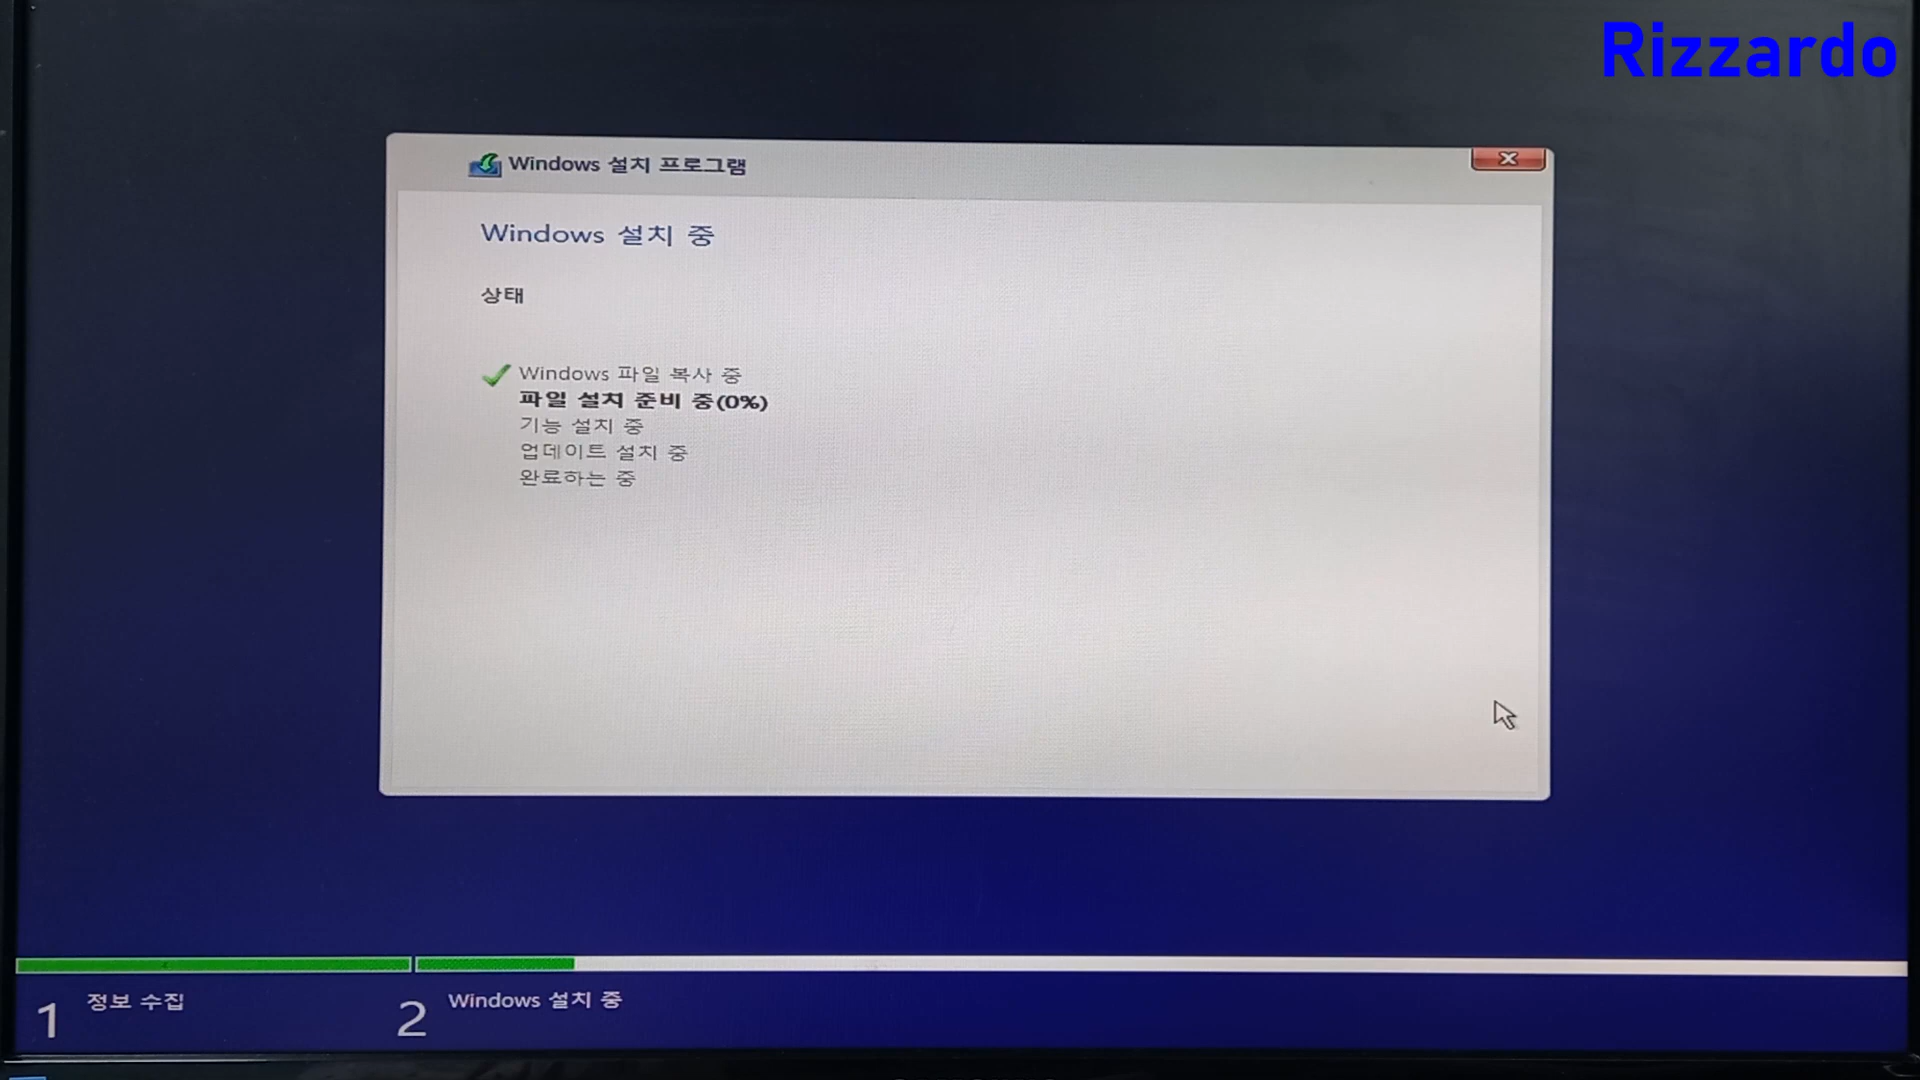 Rizzardo
Windows 설치 프로그램
Windows 설치 중
상태
Windows 파일 복사 중
파일 설치 준비 중(0%)
기능 설치 중
업데이트 설치 중
완료하는 중
1 정보 수집
2 Windows 설치 중